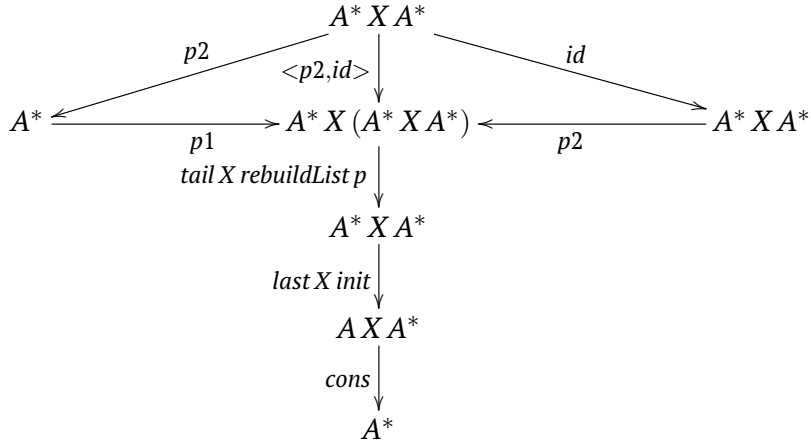 A* X A*
p2
<p2,id>
id
A*
p1
A* X (A* X A*)
p2
A* X A*
tail X rebuildList p
A* X A*
last X init
A X A*
cons
A*